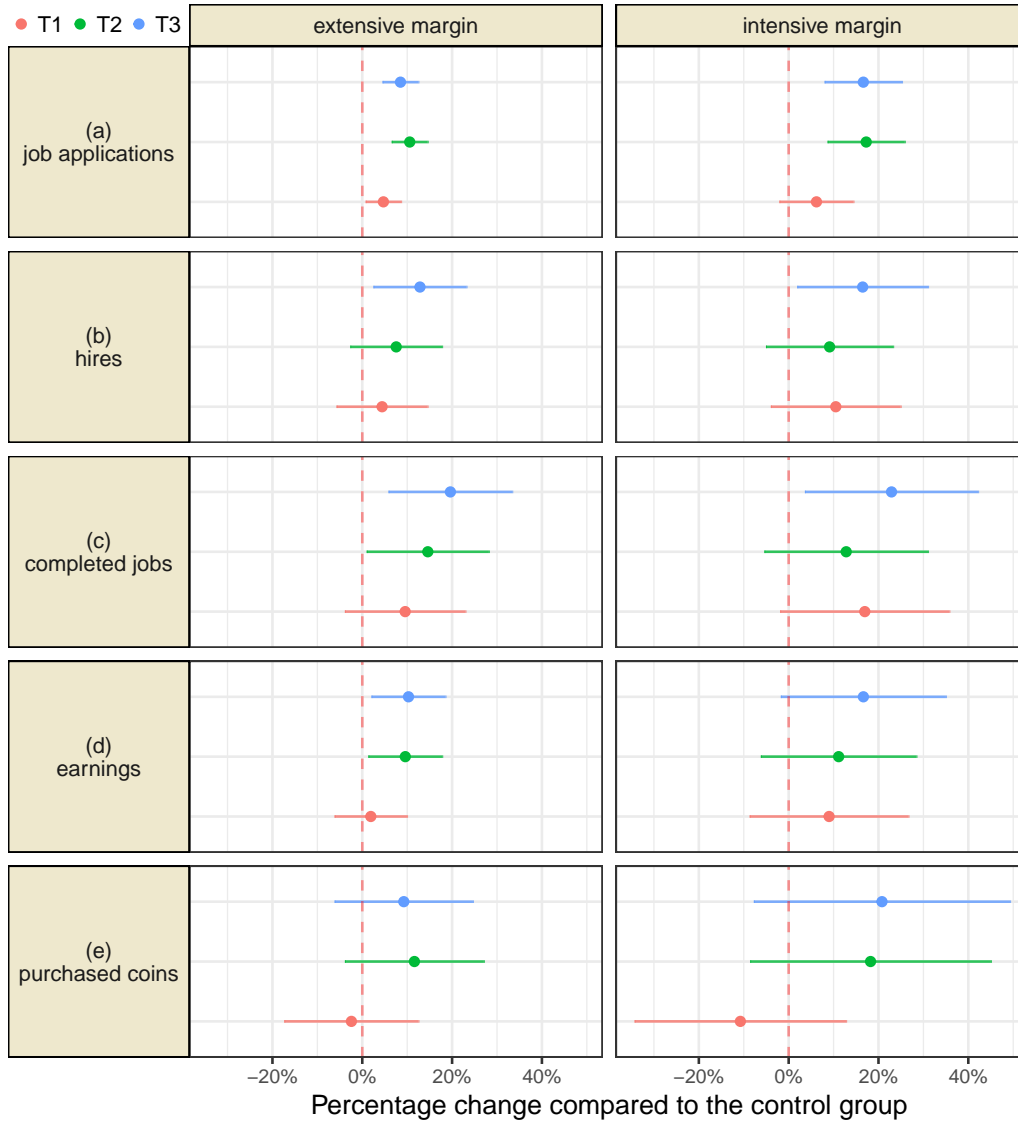 T1 T2 T3
extensive margin
intensive margin
(a)
job applications
(b)
hires
(c)
completed jobs
(d)
earnings
(e)
purchased coins
−20% 0% 20% 40%
−20% 0% 20% 40%
Percentage change compared to the control group